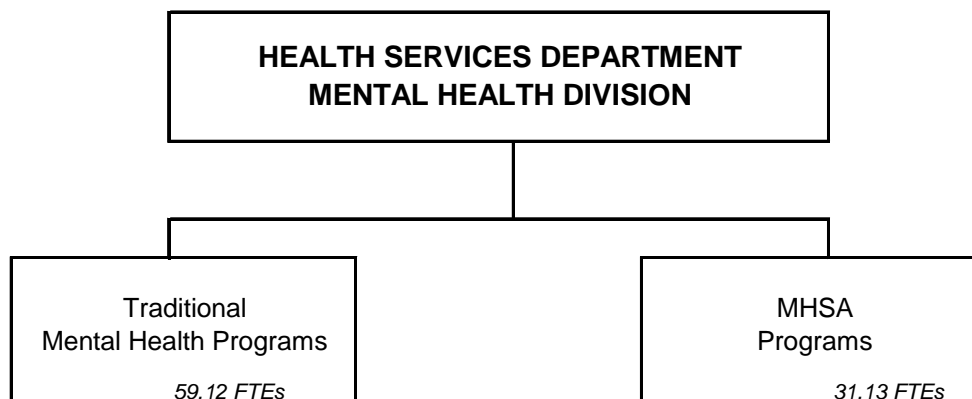 HEALTH SERVICES DEPARTMENT
MENTAL HEALTH DIVISION
Traditional
Mental Health Programs
59.12 FTEs
MHSA
Programs
31.13 FTEs